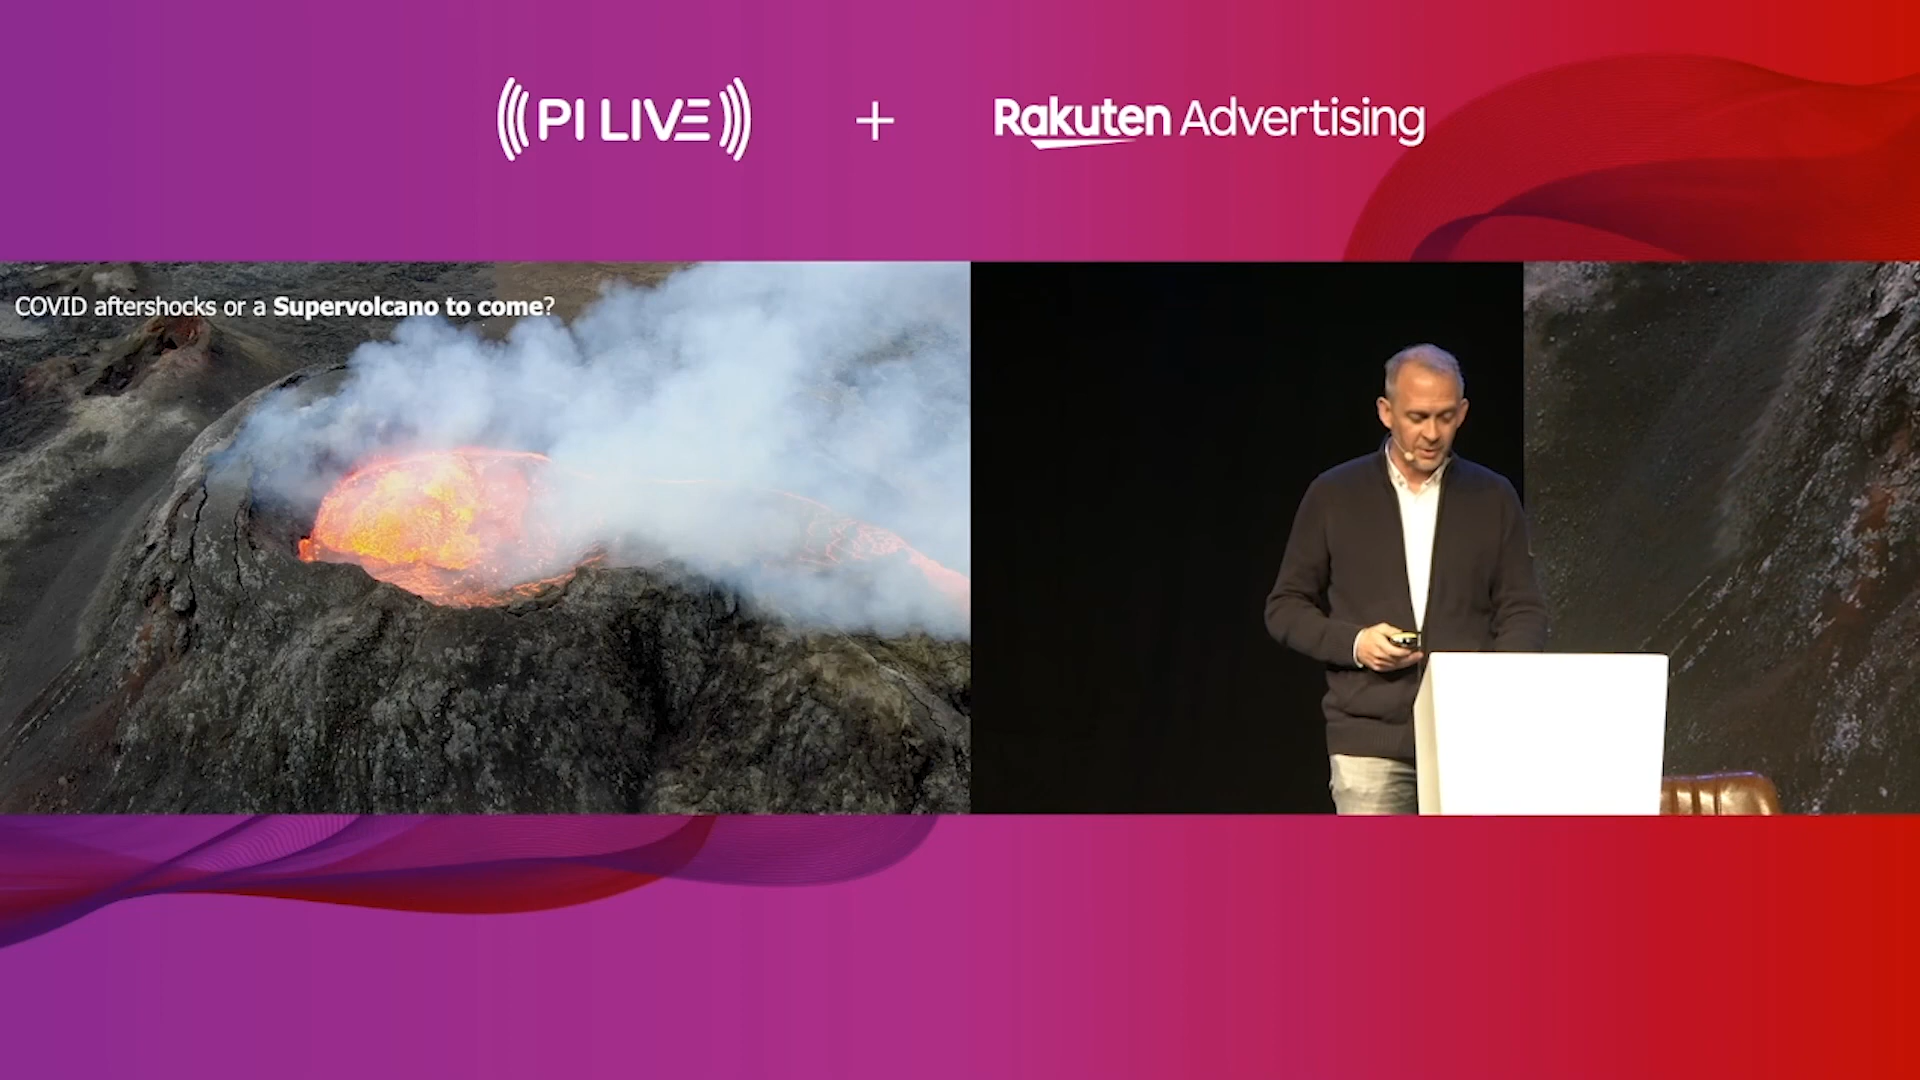 PI LIVE + Rakuten Advertising
COVID aftershocks or a Supervolcano to come?